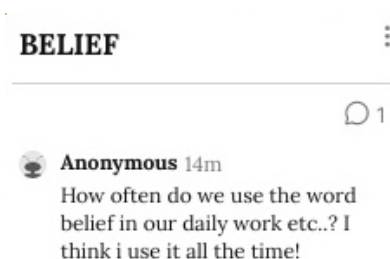 BELIEF
1
Anonymous 14m
How often do we use the word
belief in our daily work etc..? I
think i use it all the time!